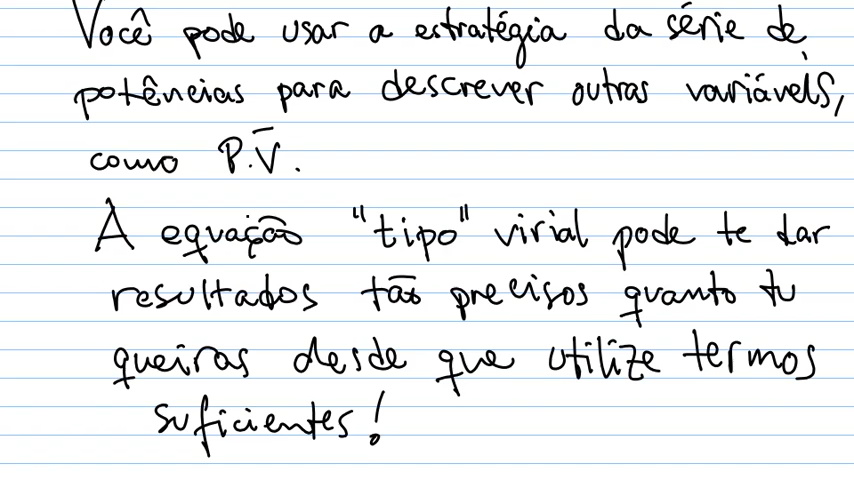 Você pode usar a estratégia da série de
potências para descrever outras variáveis,
como P.V̄.
A equação "tipo" virial pode te dar
resultados tão precisos quanto tu
queiras desde que utilize termos
suficientes!